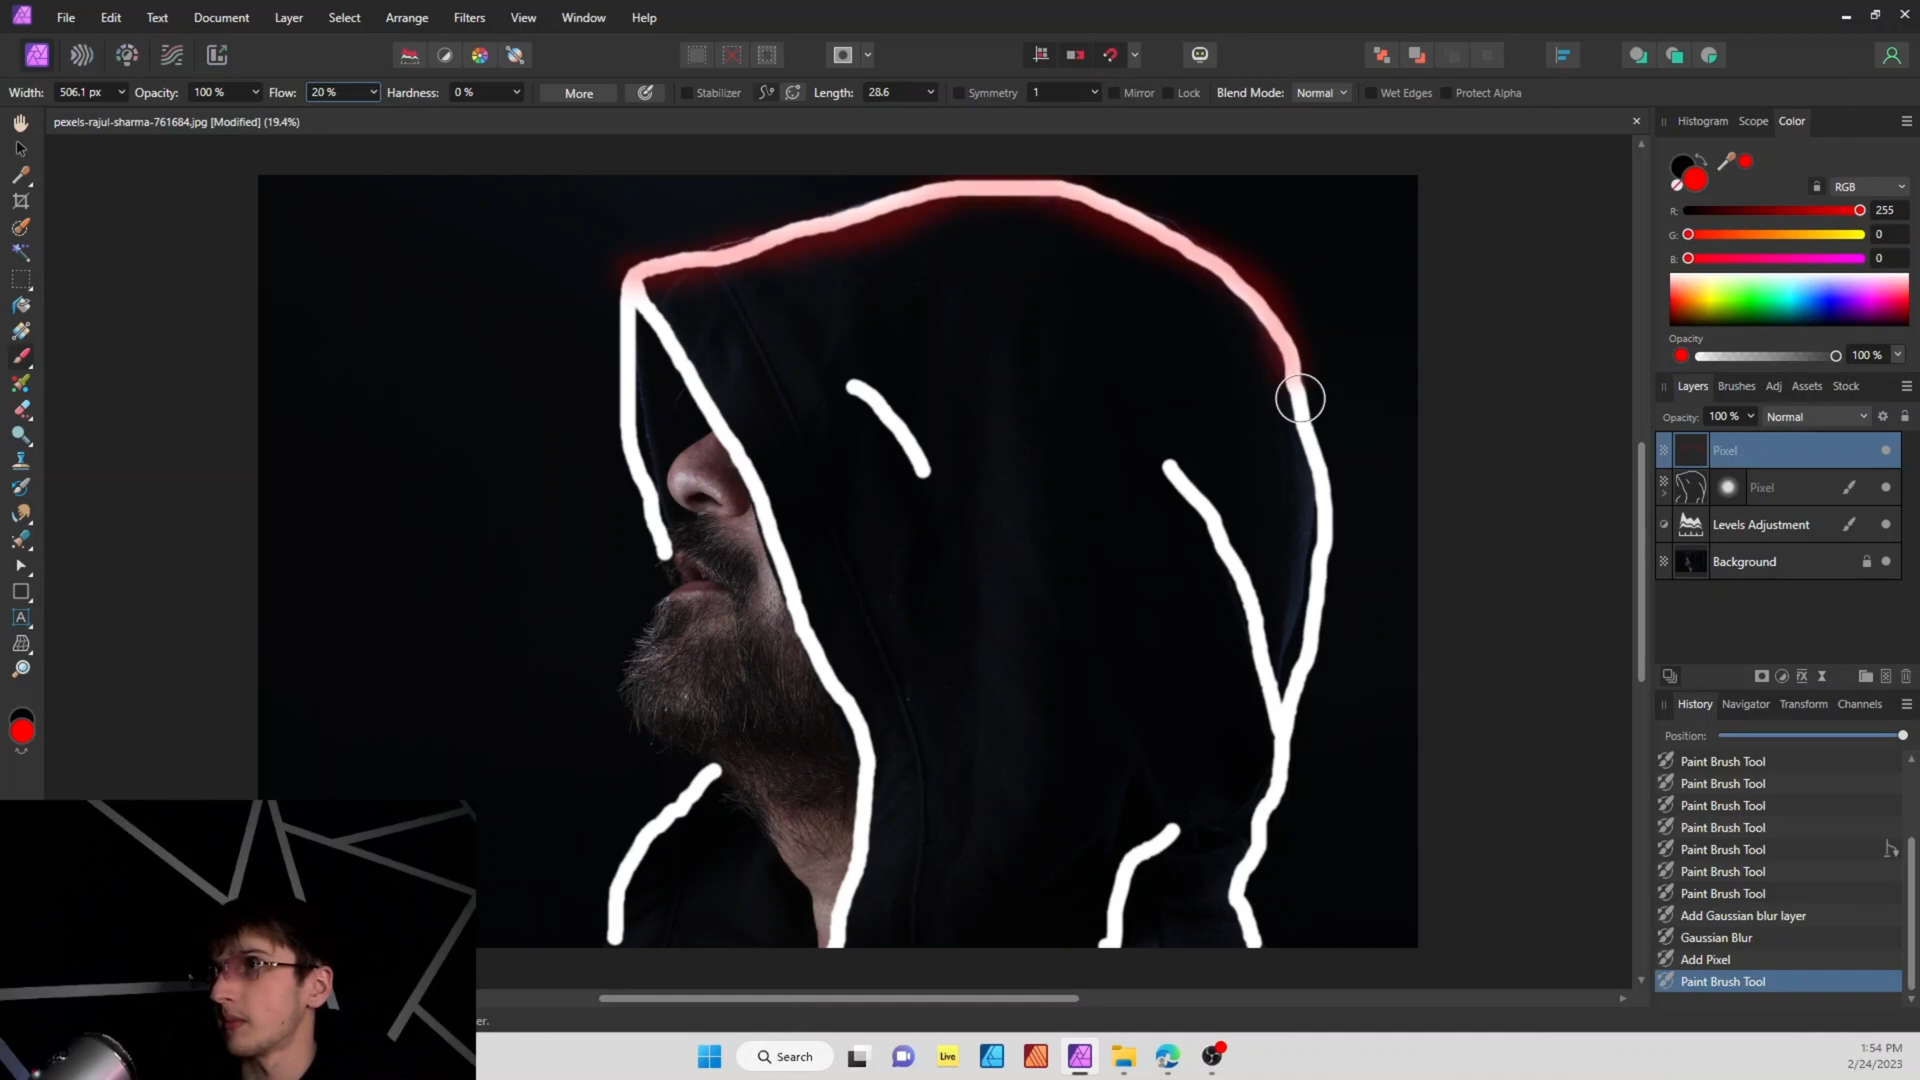 File Edit Text Document Layer Select Arrange Filters View Window Help
Width: 506.1 px Opacity: 100 % Flow: 20 % Hardness: 0 % More Stabilizer Length: 28.6 Symmetry 1 Mirror Lock Blend Mode: Normal Wet Edges Protect Alpha
pexels-rajul-sharma-761684.jpg [Modified] (19.4%)
Histogram Scope Color
RGB
R: 255
G: 0
B: 0
Opacity
100 %
Layers Brushes Adj Assets Stock
Opacity: 100 % Normal
Pixel
Pixel
Levels Adjustment
Background
History Navigator Transform Channels
Position:
Paint Brush Tool
Paint Brush Tool
Paint Brush Tool
Paint Brush Tool
Paint Brush Tool
Paint Brush Tool
Paint Brush Tool
Add Gaussian blur layer
Gaussian Blur
Add Pixel
Paint Brush Tool
er.
Search
Live
1:54 PM
2/24/2023